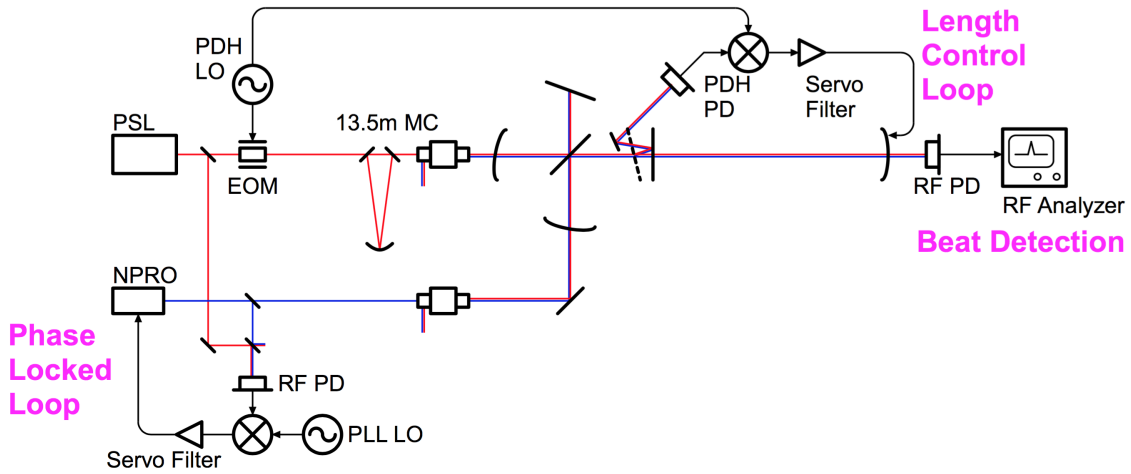 PDH
LO
PSL
EOM
13.5m MC
PDH
PD
Servo
Filter
Length
Control
Loop
RF PD
RF Analyzer
Beat Detection
NPRO
Phase
Locked
Loop
RF PD
PLL LO
Servo Filter